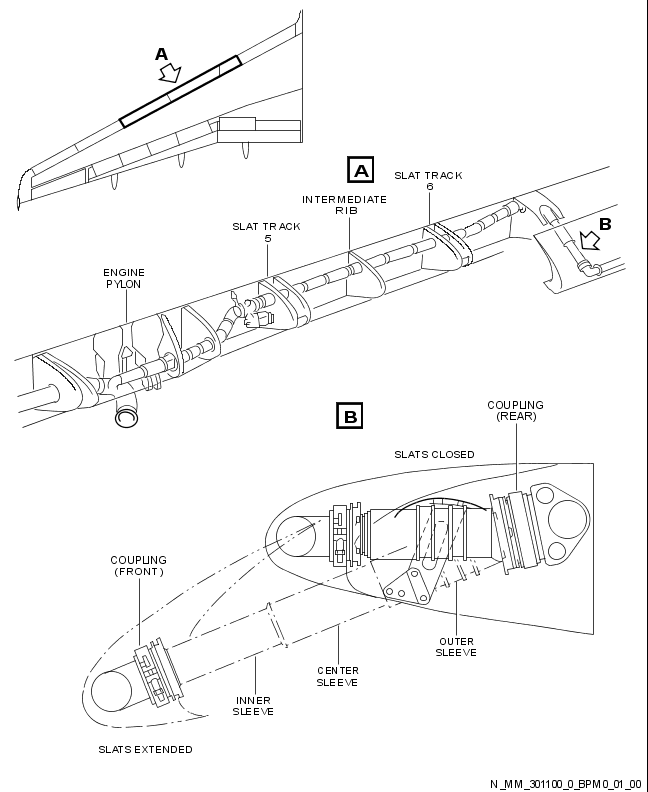 A
A
SLAT TRACK
6
INTERMEDIATE
RIB
SLAT TRACK
5
B
ENGINE
PYLON
B
COUPLING
(REAR)
SLATS CLOSED
COUPLING
(FRONT)
OUTER
SLEEVE
CENTER
SLEEVE
INNER
SLEEVE
SLATS EXTENDED
N_MM_301100_0_BPM0_01_00